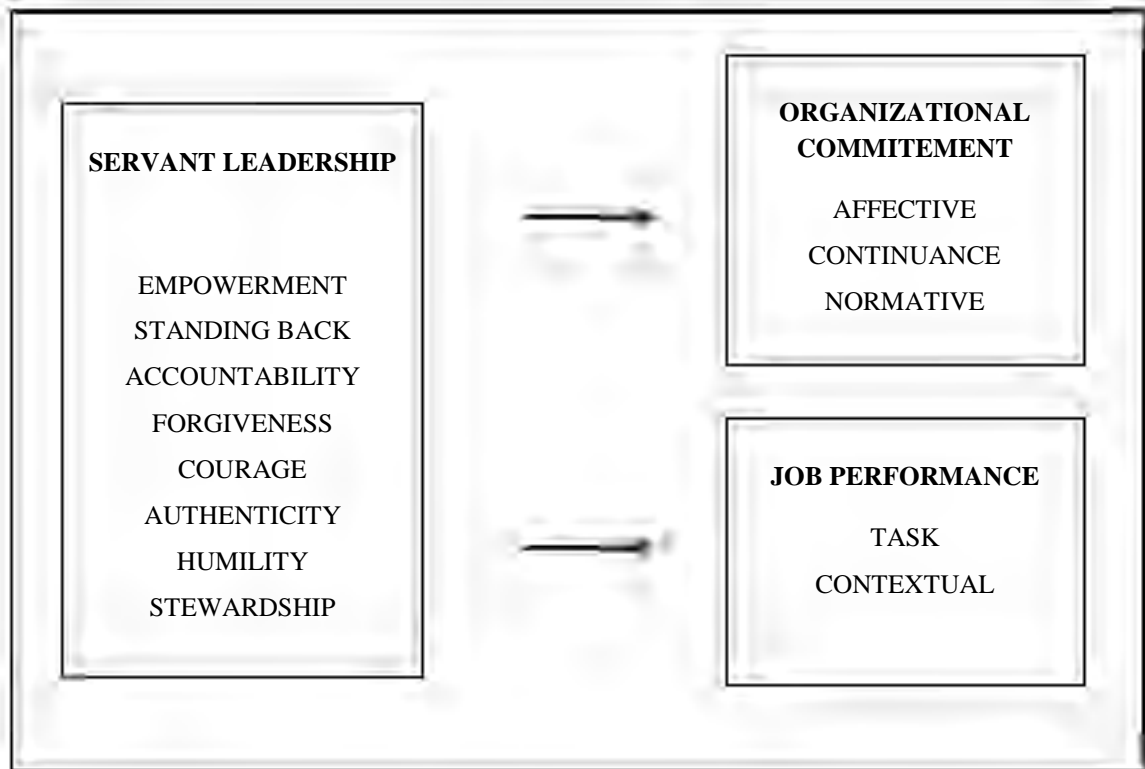 SERVANT LEADERSHIP
EMPOWERMENT
STANDING BACK
ACCOUNTABILITY
FORGIVENESS
COURAGE
AUTHENTICITY
HUMILITY
STEWARDSHIP
ORGANIZATIONAL
COMMITEMENT
AFFECTIVE
CONTINUANCE
NORMATIVE
JOB PERFORMANCE
TASK
CONTEXTUAL